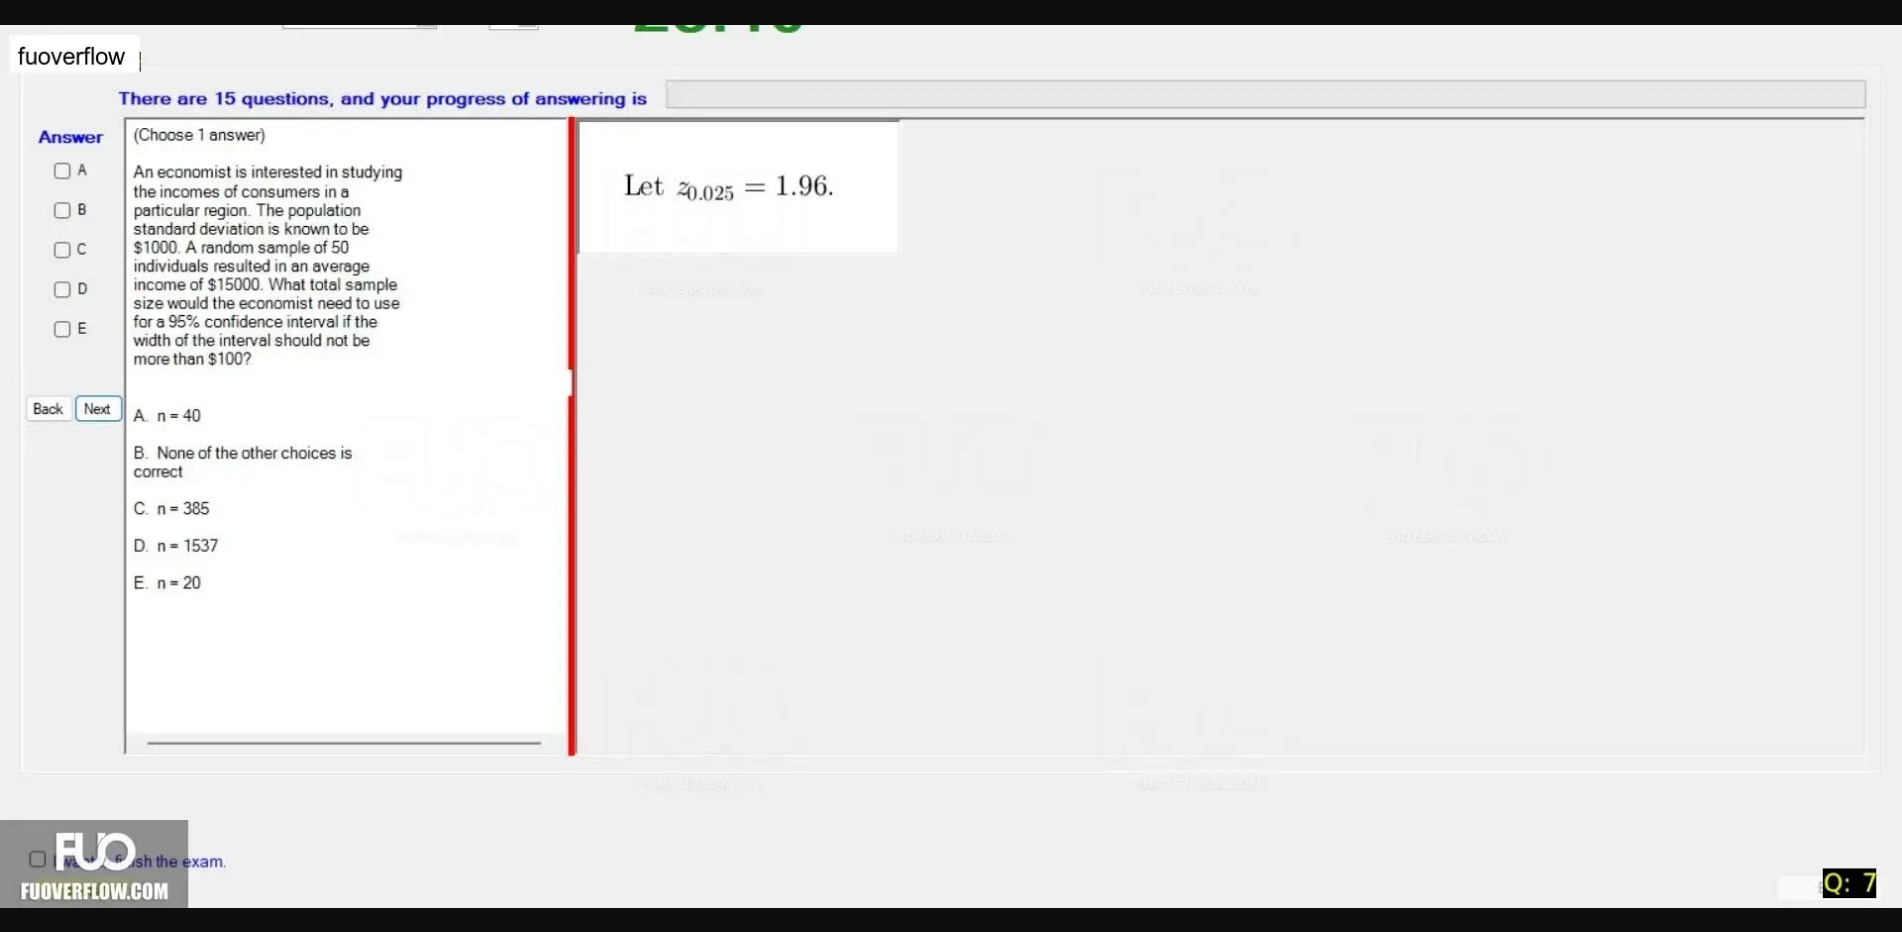 fuoverflow
There are 15 questions, and your progress of answering is
Answer
(Choose 1 answer)
A
B
C
D
E
An economist is interested in studying
the incomes of consumers in a
particular region. The population
standard deviation is known to be
$1000. A random sample of 50
individuals resulted in an average
income of $15000. What total sample
size would the economist need to use
for a 95% confidence interval if the
width of the interval should not be
more than $100?
Let z0.025 = 1.96.
Back
Next
A. n = 40
B. None of the other choices is
correct
C. n = 385
D. n = 1537
E. n = 20
FUO
sh the exam.
FUOVERFLOW.COM
Q: 7